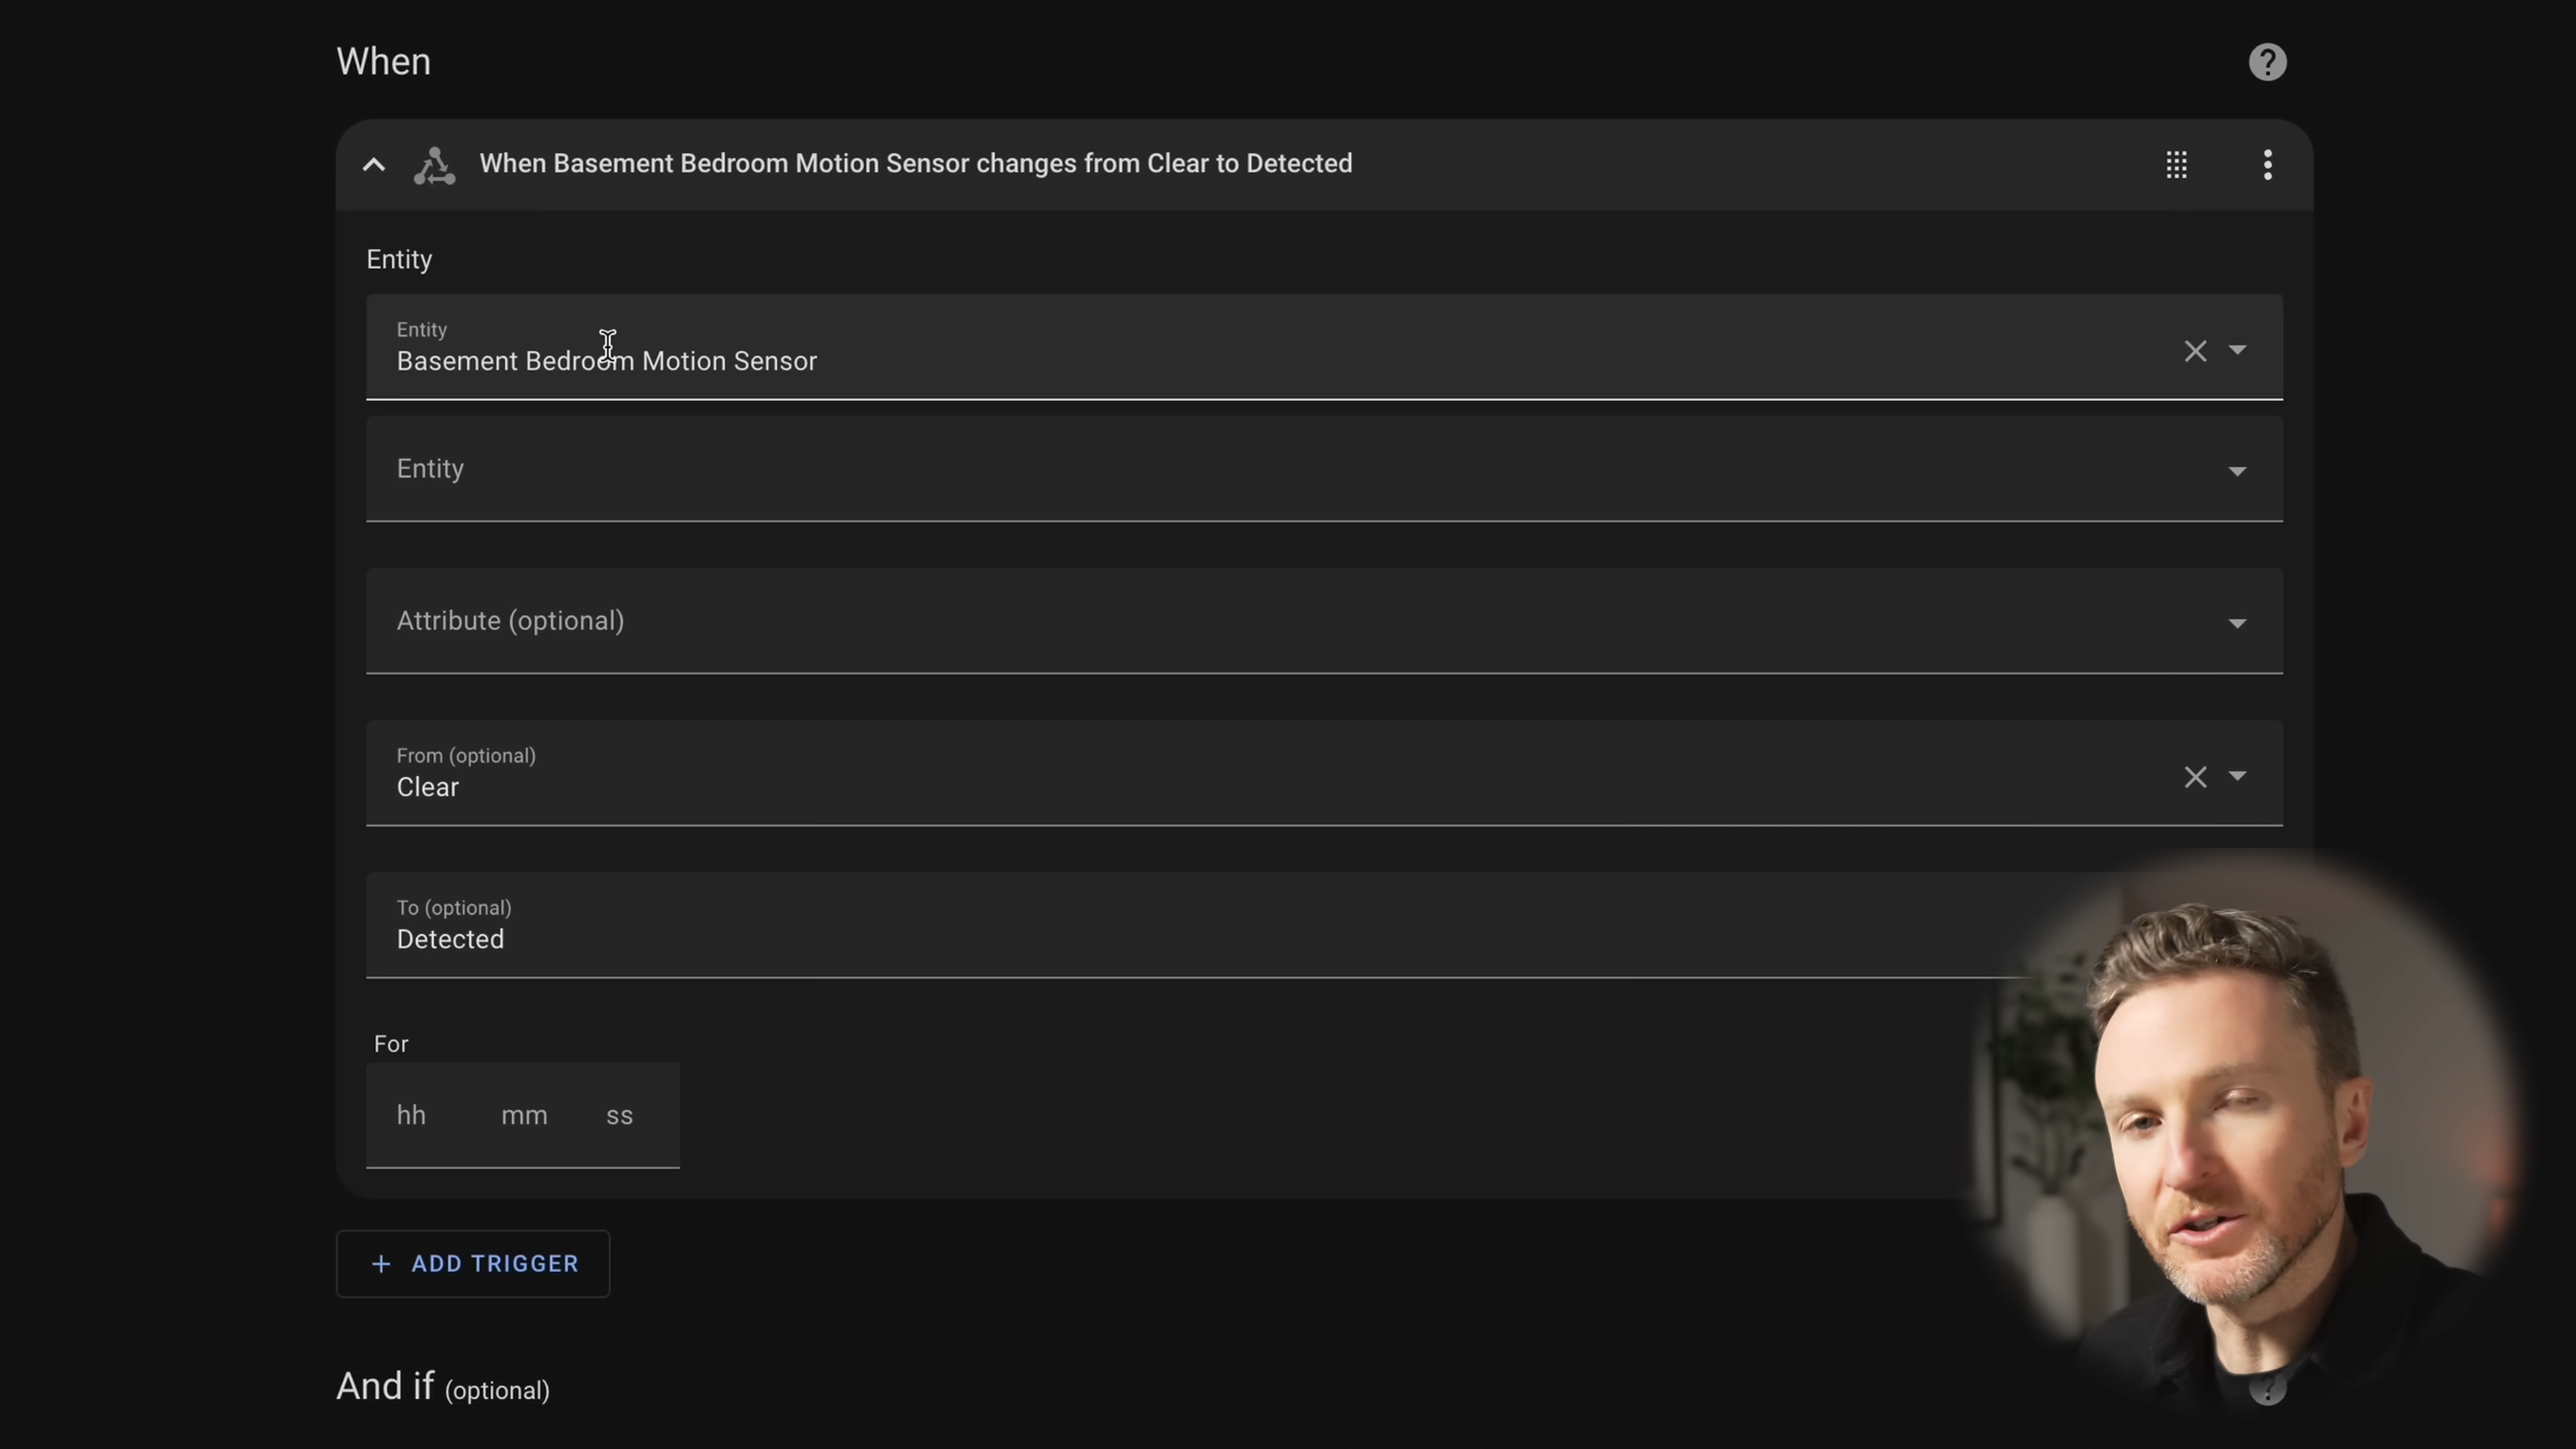 When
When Basement Bedroom Motion Sensor changes from Clear to Detected
Entity
Entity
Basement Bedroom Motion Sensor
Entity
Attribute (optional)
From (optional)
Clear
To (optional)
Detected
For
hh mm ss
+ ADD TRIGGER
And if (optional)